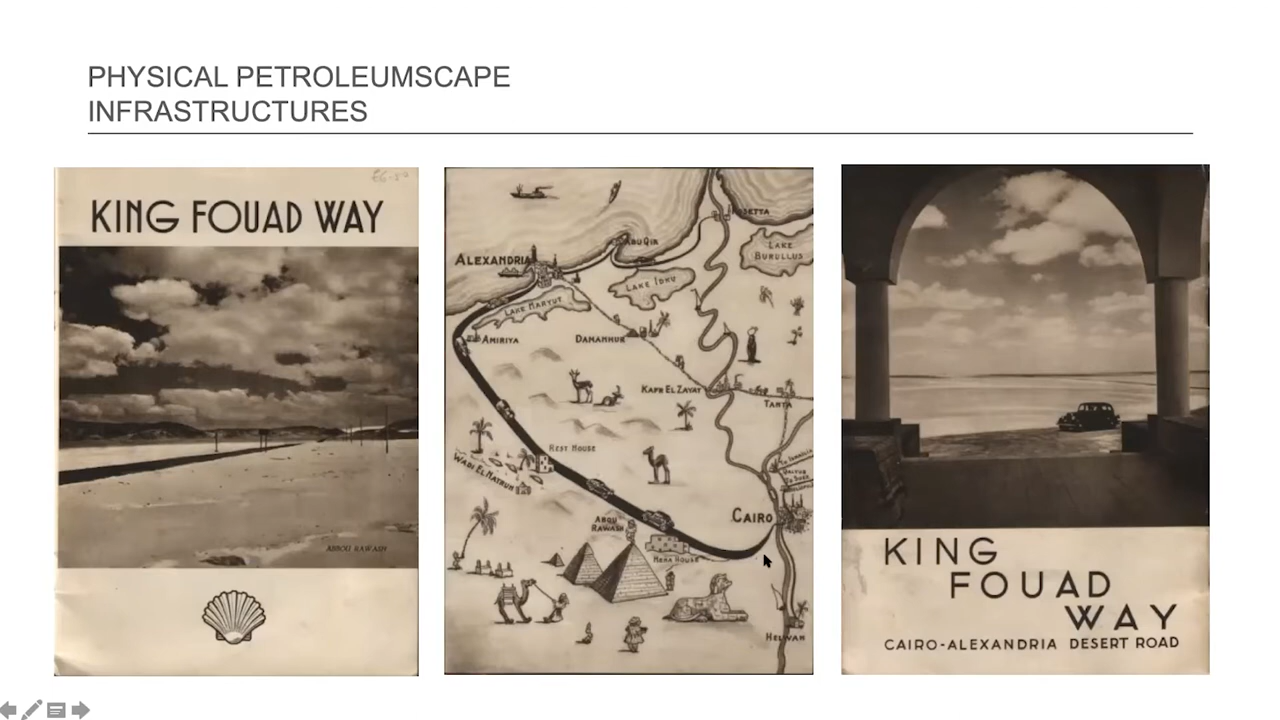 PHYSICAL PETROLEUMSCAPE
INFRASTRUCTURES
KING FOUAD WAY
ABBOU RAWASH
ROSETTA
ABU QIR
LAKE
BURULLUS
ALEXANDRIA
LAKE IDKU
LAKE MARYUT
AMIRIYA
DAMANHUR
KAFR EL ZAYAT
TANTA
REST HOUSE
WADI EL NATRUN
CAIRO
ABOU
RAWASH
MENA HOUSE
HELWAN
KING
FOUAD
WAY
CAIRO-ALEXANDRIA DESERT ROAD